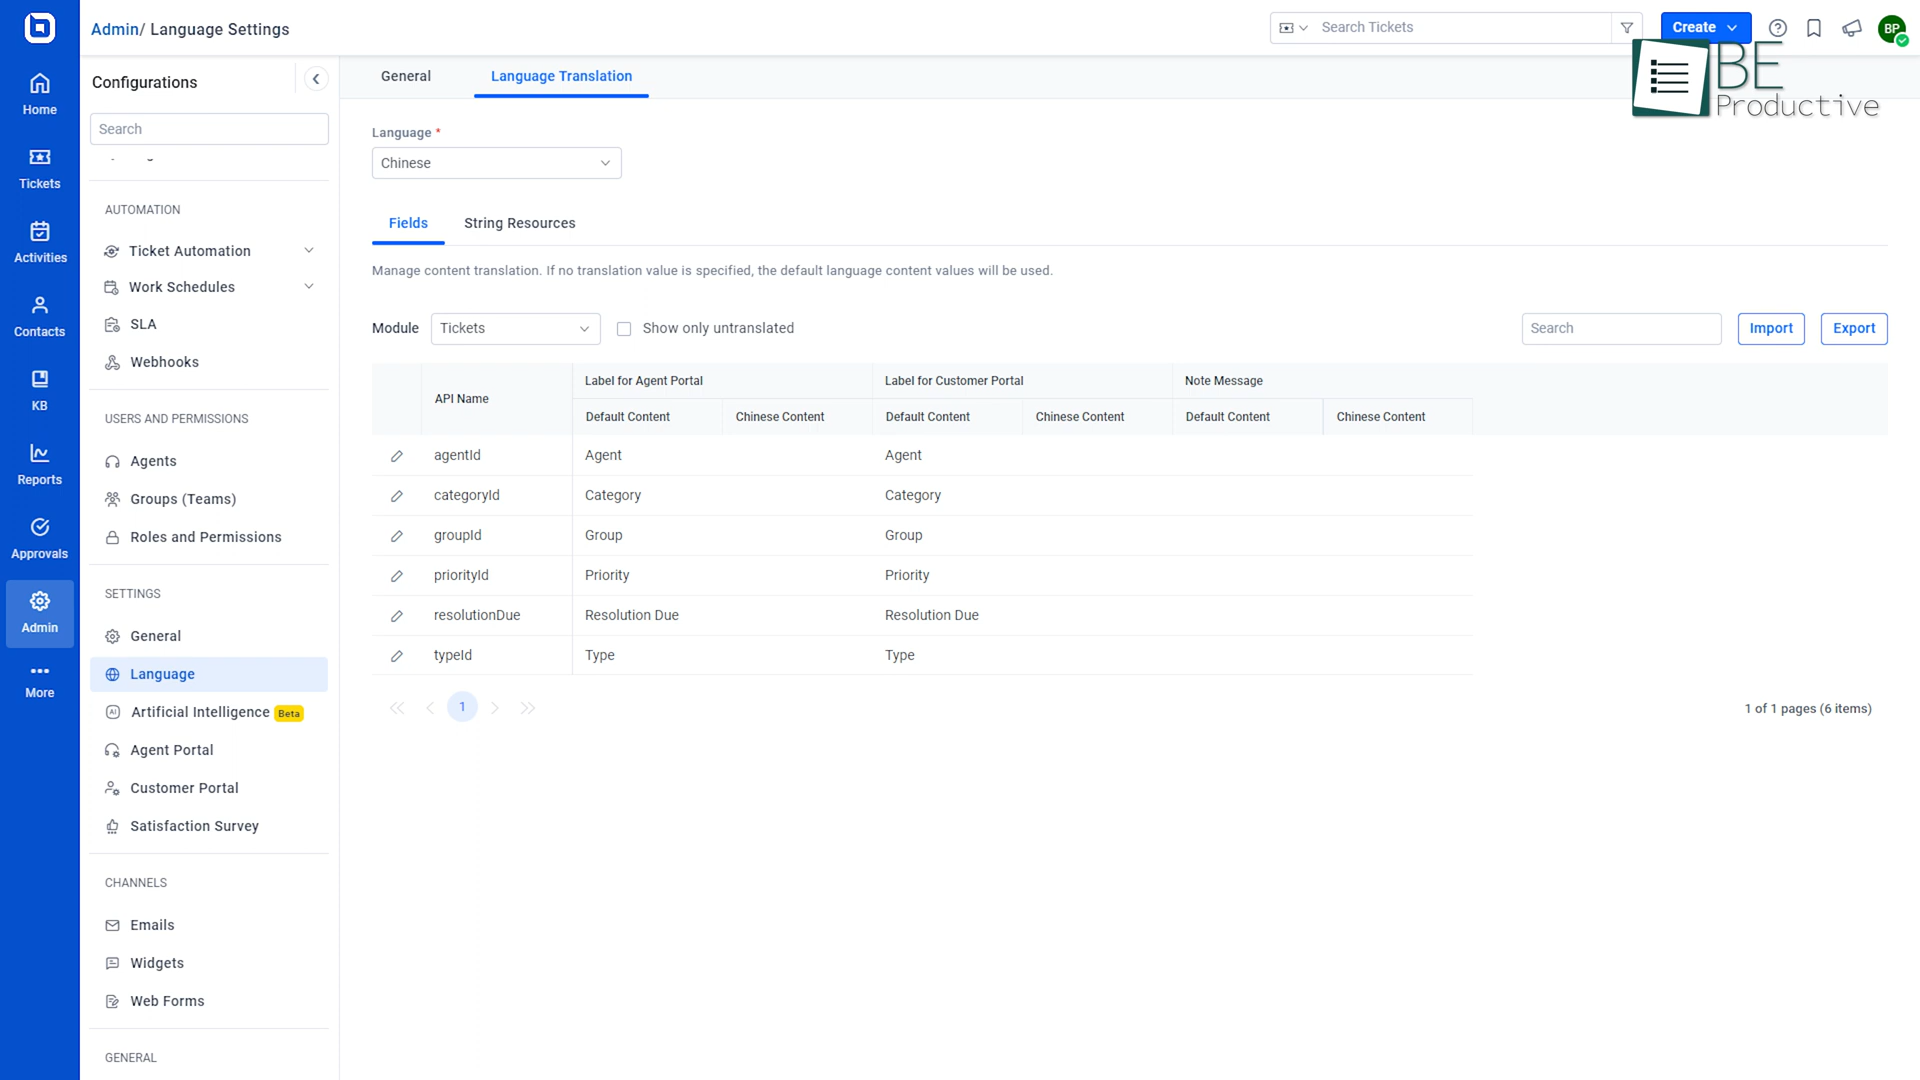 Admin/ Language Settings
Search Tickets
Create
BP
BE
Productive
Home
Tickets
Activities
Contacts
KB
Reports
Approvals
Admin
More
Configurations
Search
AUTOMATION
Ticket Automation
Work Schedules
SLA
Webhooks
USERS AND PERMISSIONS
Agents
Groups (Teams)
Roles and Permissions
SETTINGS
General
Language
AI Artificial Intelligence Beta
Agent Portal
Customer Portal
Satisfaction Survey
CHANNELS
Emails
Widgets
Web Forms
GENERAL
General Language Translation
Language *
Chinese
Fields String Resources
Manage content translation. If no translation value is specified, the default language content values will be used.
Module Tickets Show only untranslated Search Import Export
API Name Label for Agent Portal Label for Customer Portal Note Message
Default Content Chinese Content Default Content Chinese Content Default Content Chinese Content
agentId Agent Agent
categoryId Category Category
groupId Group Group
priorityId Priority Priority
resolutionDue Resolution Due Resolution Due
typeId Type Type
1
1 of 1 pages (6 items)